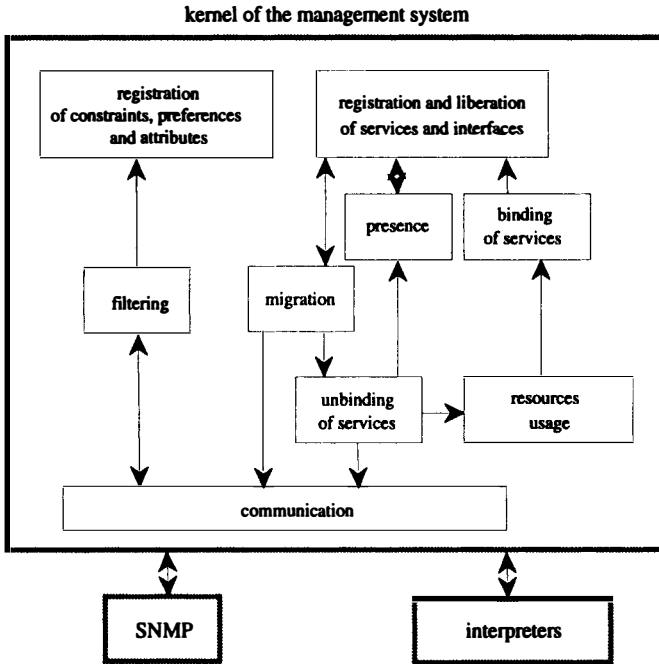 kernel of the management system
registration
of constraints, preferences
and attributes
registration and liberation
of services and interfaces
presence
binding
of services
filtering
migration
unbinding
of services
resources
usage
communication
SNMP
interpreters